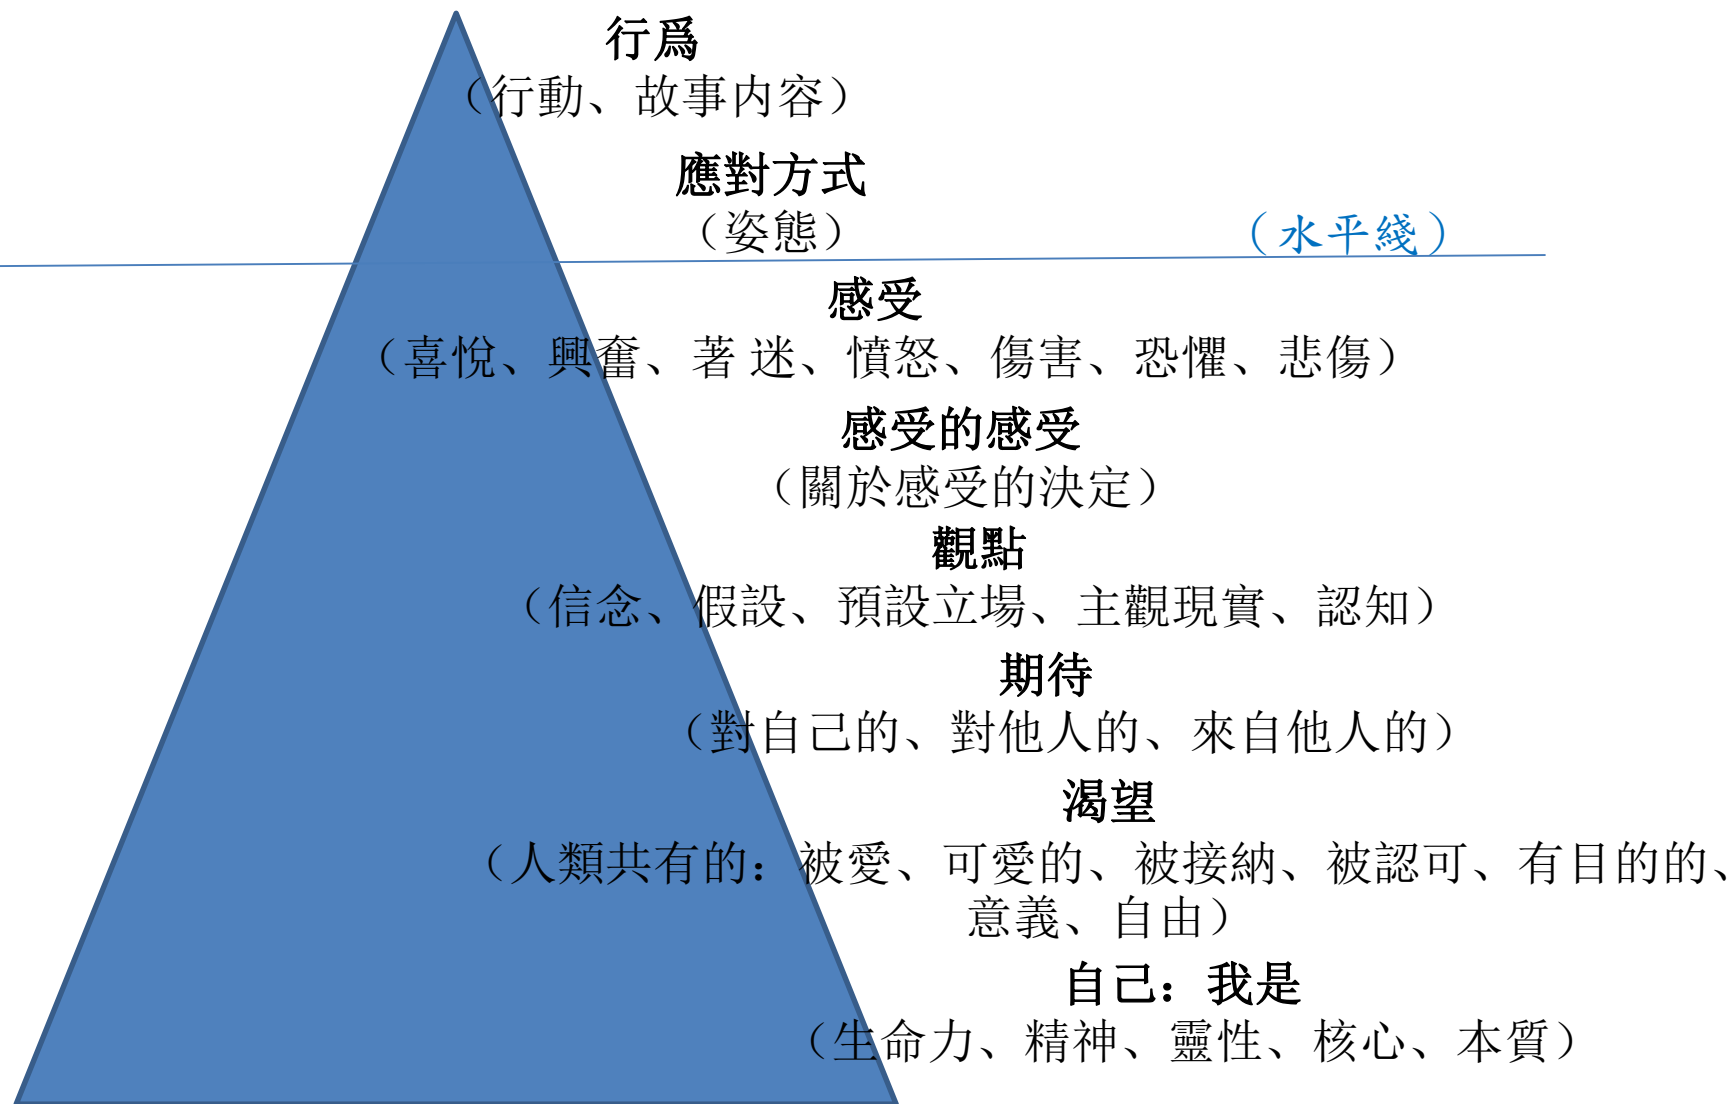 行爲
（行動、故事内容）
應對方式
（姿態）
（水平綫）
感受
（喜悅、興奮、著 迷、憤怒、傷害、恐懼、悲傷）
感受的感受
（關於感受的決定）
觀點
（信念、假設、預設立場、主觀現實、認知）
期待
（對自己的、對他人的、來自他人的）
渴望
（人類共有的：被愛、可愛的、被接納、被認可、有目的的、
意義、自由）
自己：我是
（生命力、精神、靈性、核心、本質）